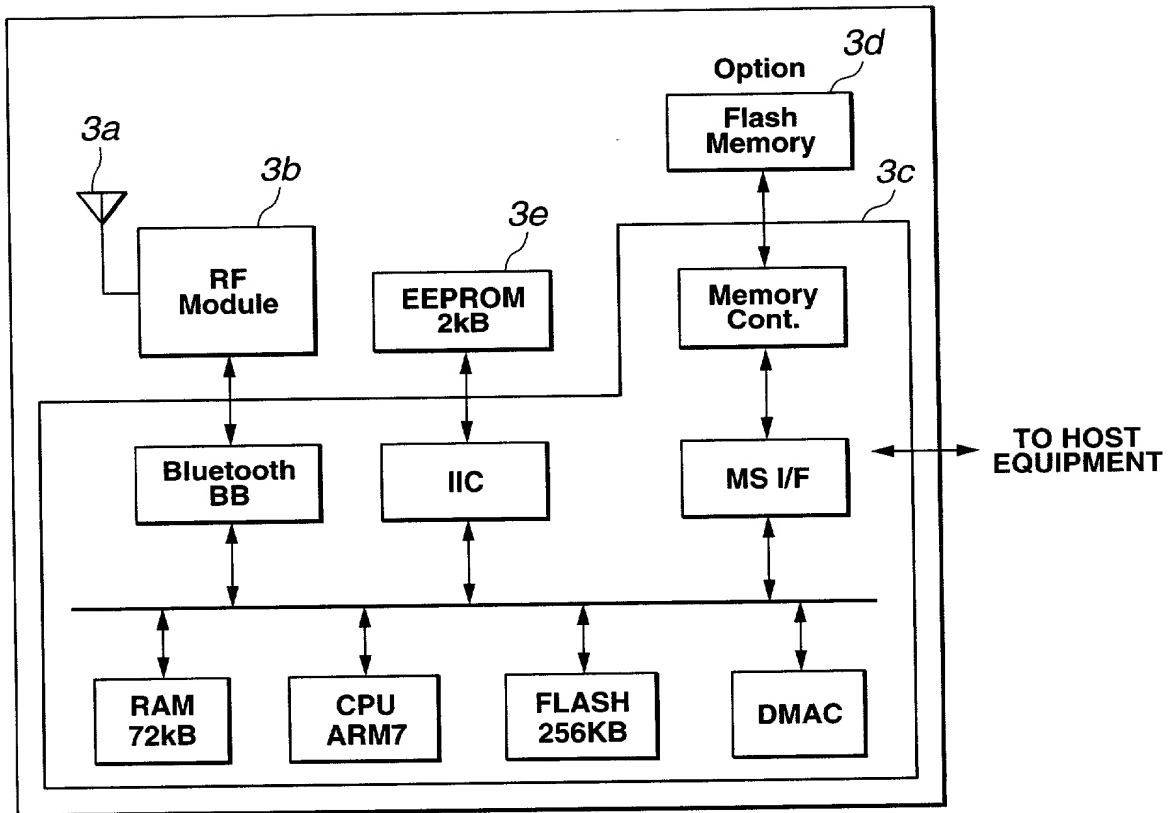 3d
Option
Flash
Memory
3a
3b
3c
3e
RF
Module
EEPROM
2kB
Memory
Cont.
Bluetooth
BB
IIC
MS I/F
TO HOST
EQUIPMENT
RAM
72kB
CPU
ARM7
FLASH
256KB
DMAC